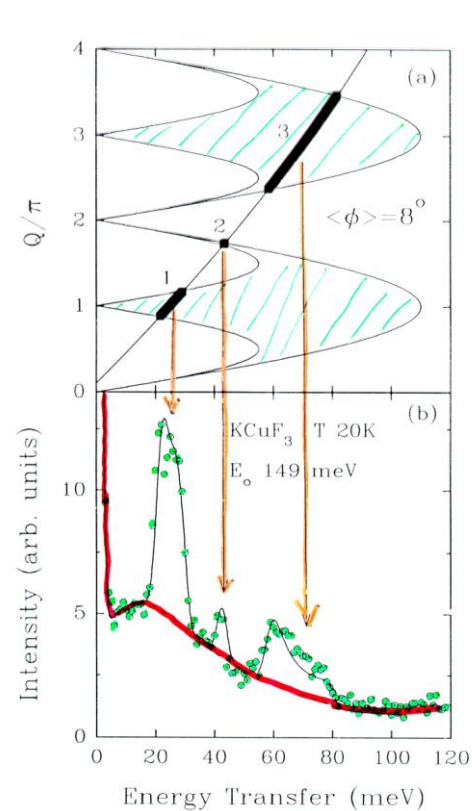 4
(a)
3
3
Q/π
<φ>=8°
2
2
1
1
0
(b)
KCuF₃ T 20K
E₀ 149 meV
Intensity (arb. units)
10
5
0
0 20 40 60 80 100 120
Energy Transfer (meV)